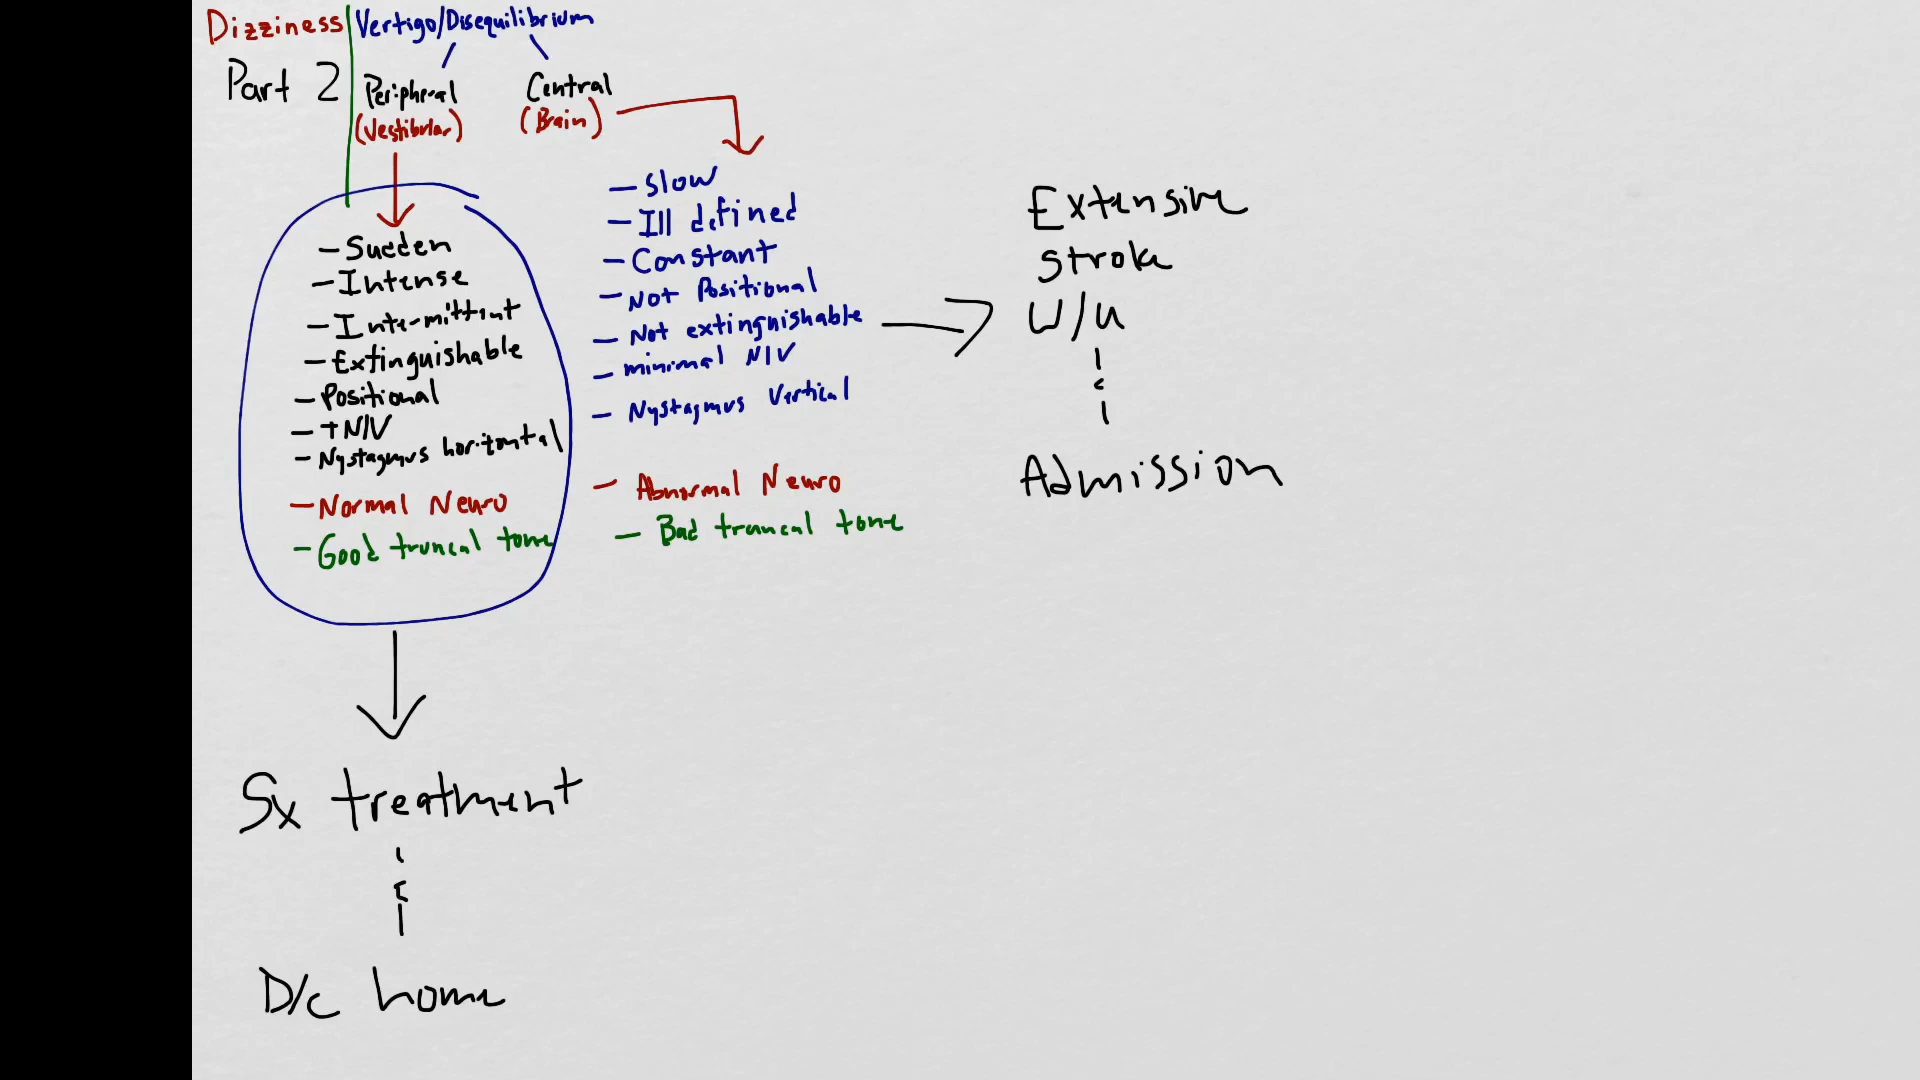 Dizziness
Part 2
Vertigo/Disequilibrium
Peripheral
(Vestibular)
Central
(Brain)
- Sudden
- Intense
- Intermittent
- Extinguishable
- Positional
- + N/V
- Nystagmus horizontal
- Normal Neuro
- Good truncal tone
- Slow
- Ill defined
- Constant
- Not Positional
- Not extinguishable
- minimal N/V
- Nystagmus Vertical
- Abnormal Neuro
- Bad truncal tone
Extensive
stroke
W/u
Admission
Sx treatment
D/c home